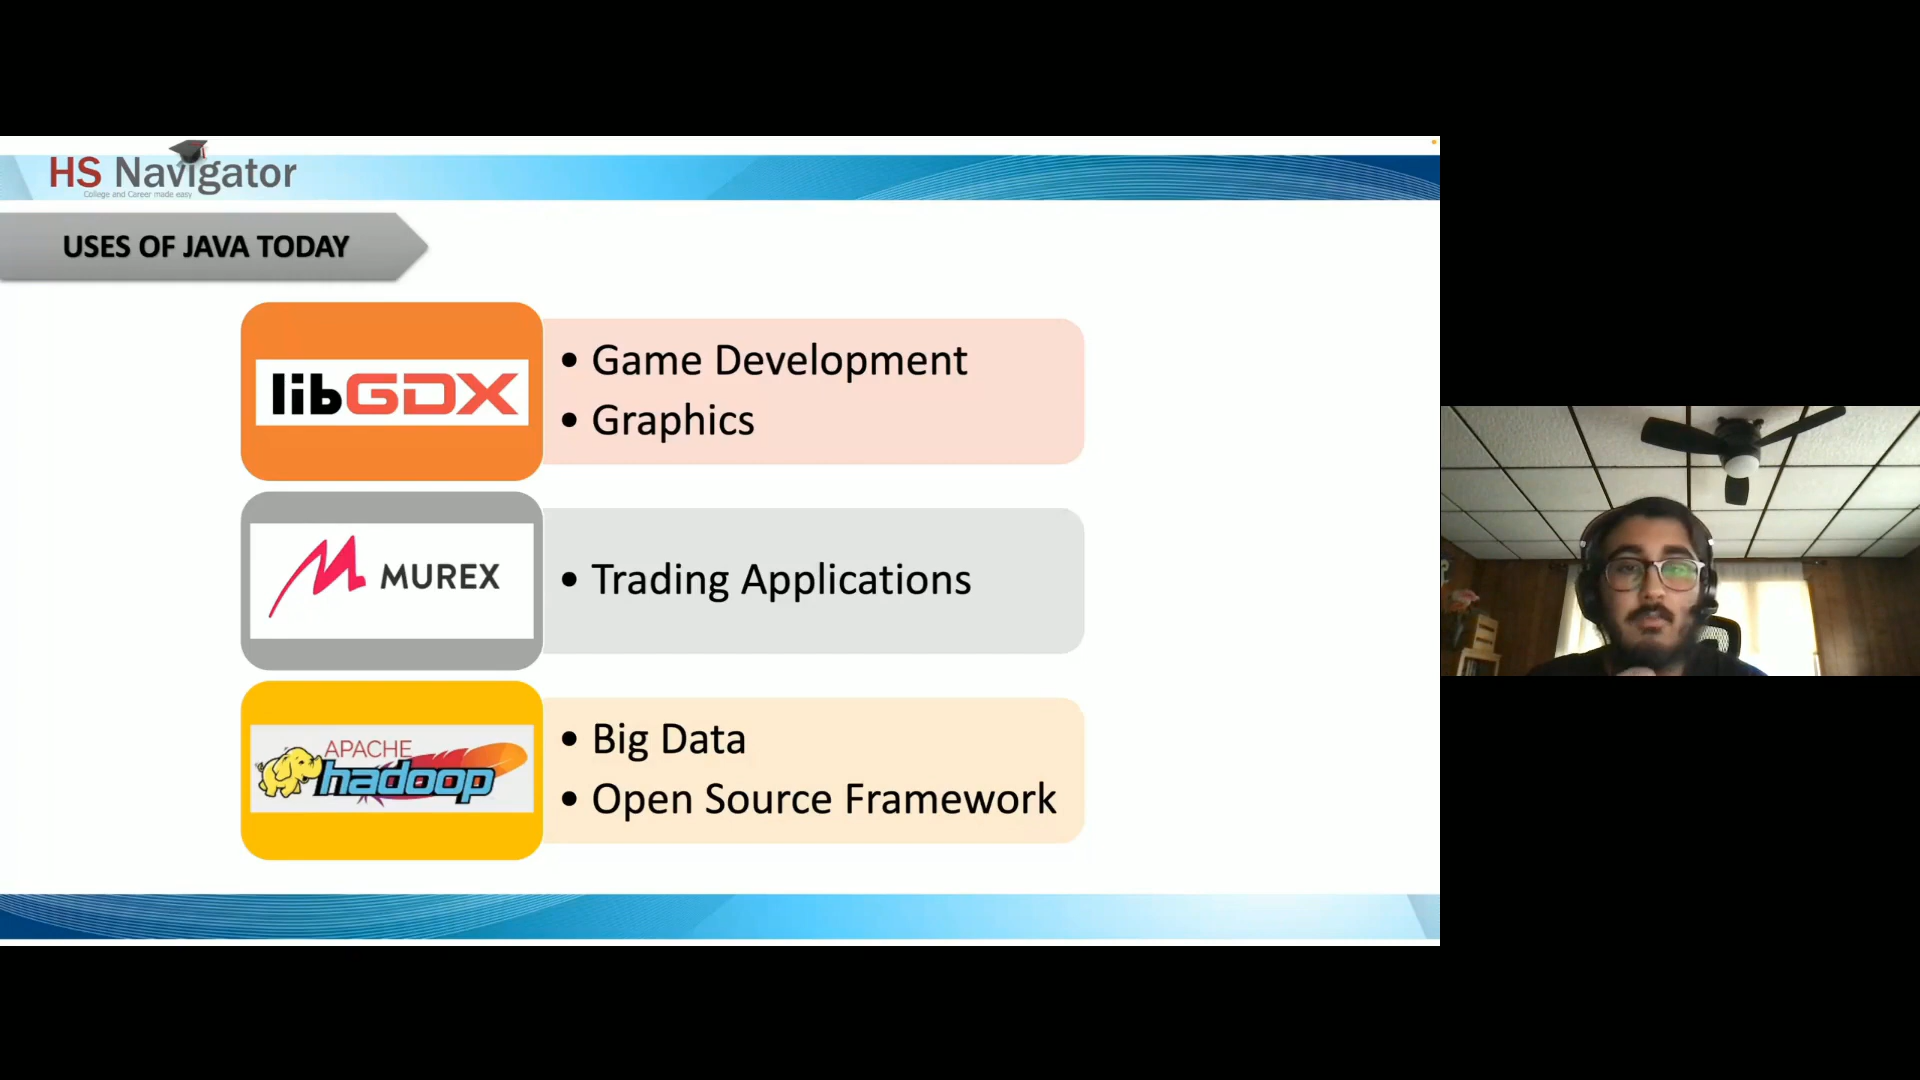 HS Navigator
College and Career made easy
USES OF JAVA TODAY
libGDX
• Game Development
• Graphics
MUREX
• Trading Applications
APACHE
hadoop
• Big Data
• Open Source Framework